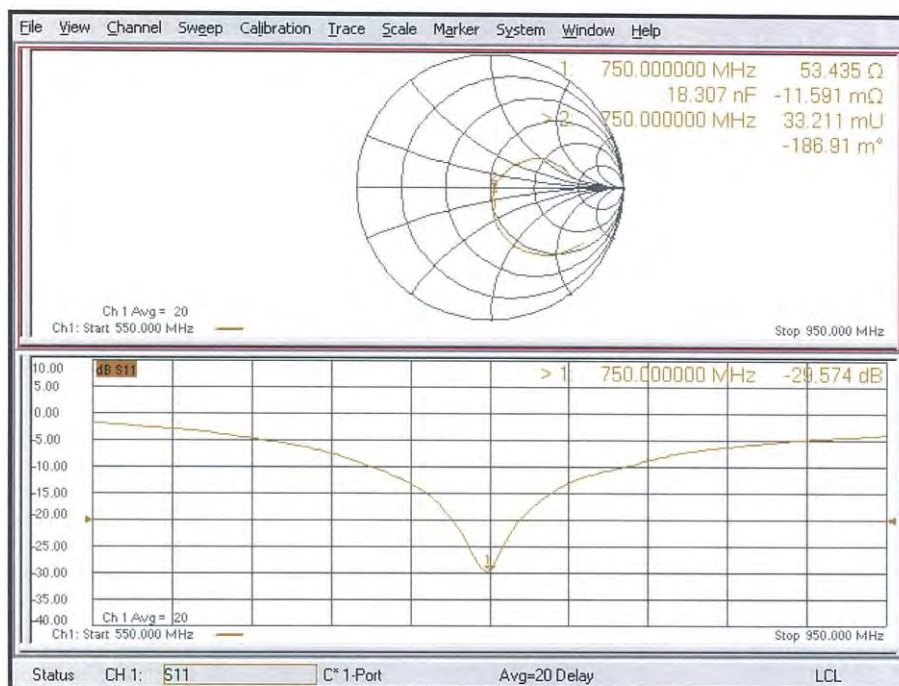 File View Channel Sweep Calibration Trace Scale Marker System Window Help
1: 750.000000 MHz 53.435 Ω
18.307 nF -11.591 mΩ
> 2: 750.000000 MHz 33.211 mU
-186.91 m°
Ch 1 Avg = 20
Ch1: Start 550.000 MHz
Stop 950.000 MHz
10.00
dB S11
> 1: 750.000000 MHz -29.574 dB
5.00
0.00
-5.00
-10.00
-15.00
-20.00
-25.00
1
-30.00
-35.00
-40.00
Ch 1 Avg = 20
Ch1: Start 550.000 MHz
Stop 950.000 MHz
Status CH 1: S11 C* 1-Port Avg=20 Delay LCL